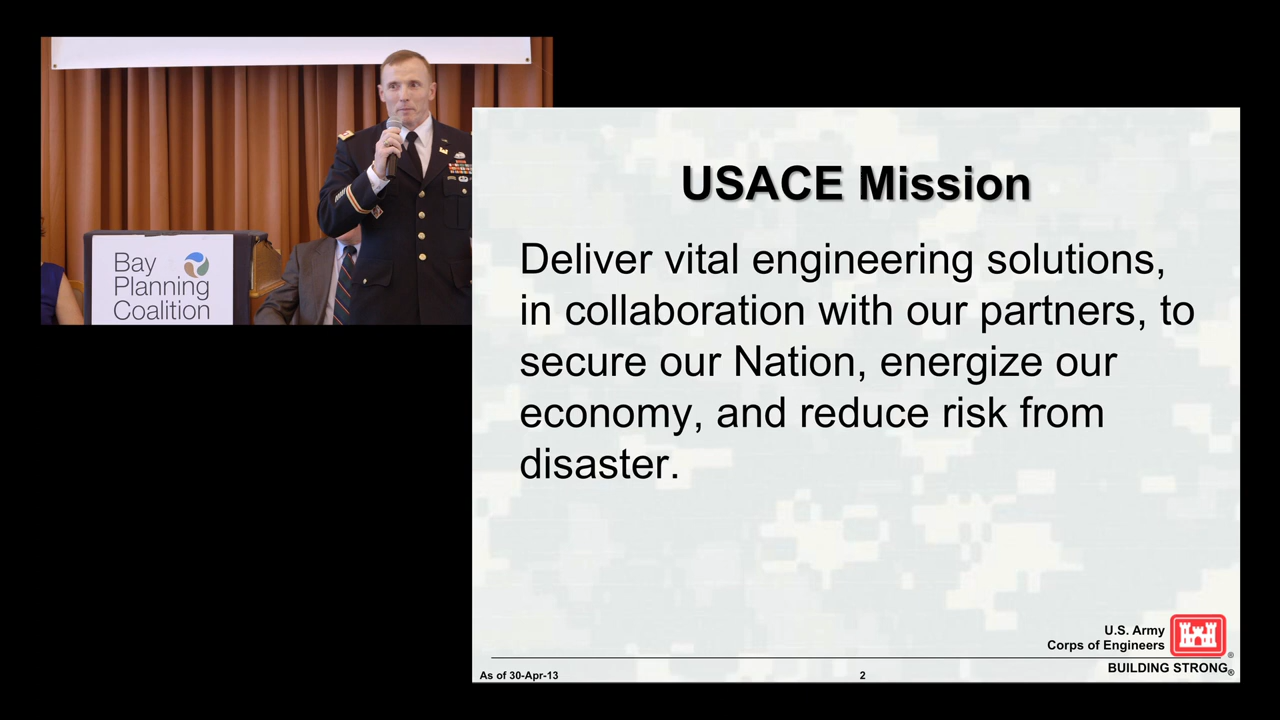 Bay
Planning
Coalition
USACE Mission
Deliver vital engineering solutions,
in collaboration with our partners, to
secure our Nation, energize our
economy, and reduce risk from
disaster.
U.S. Army
Corps of Engineers
®
BUILDING STRONG®
As of 30-Apr-13
2